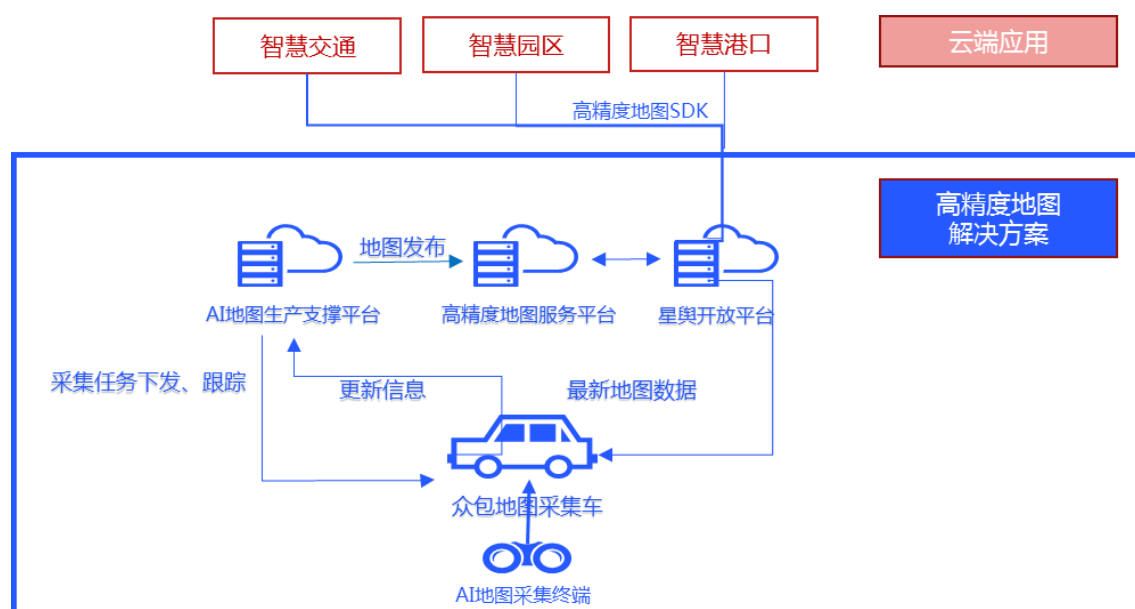 智慧交通
智慧园区
智慧港口
云端应用
高精度地图SDK
高精度地图
解决方案
地图发布
AI地图生产支撑平台
高精度地图服务平台
星舆开放平台
采集任务下发、跟踪
更新信息
最新地图数据
众包地图采集车
AI地图采集终端